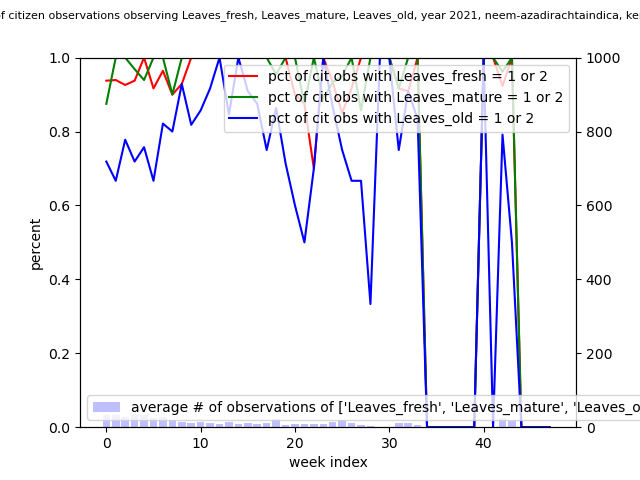 of citizen observations observing Leaves_fresh, Leaves_mature, Leaves_old, year 2021, neem-azadirachtaindica,
pct of cit obs with Leaves_fresh = 1 or 2
pct of cit obs with Leaves_mature = 1 or 2
pct of cit obs with Leaves_old = 1 or 2
1.0
0.8
0.6
0.4
0.2
0.0
percent
1000
800
600
400
200
0
average # of observations of ['Leaves_fresh', 'Leaves_mature', 'Leaves_o
0
10
20
30
40
week index